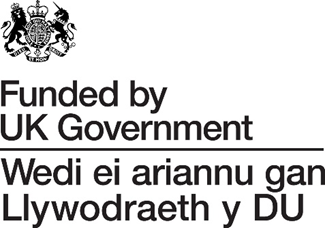 Funded by
UK Government
Wedi ei ariannu gan
Llywodraeth y DU